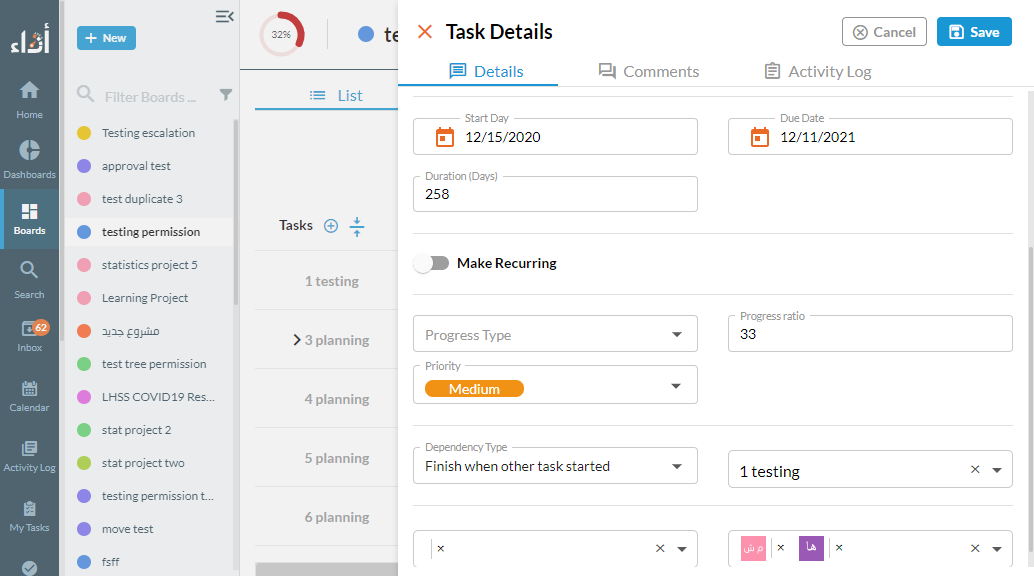 أداء
Home
Dashboards
Boards
Search
62
Inbox
Calendar
Activity Log
My Tasks
+ New
Filter Boards ...
Testing escalation
approval test
test duplicate 3
testing permission
statistics project 5
Learning Project
مشروع جديد
test tree permission
LHSS COVID19 Res...
stat project 2
stat project two
testing permission t...
move test
fsff
32%
te
List
Tasks
1 testing
3 planning
4 planning
5 planning
6 planning
Task Details
Cancel
Save
Details
Comments
Activity Log
Start Day
12/15/2020
Due Date
12/11/2021
Duration (Days)
258
Make Recurring
Progress Type
Progress ratio
33
Priority
Medium
Dependency Type
Finish when other task started
1 testing
م ش
ها